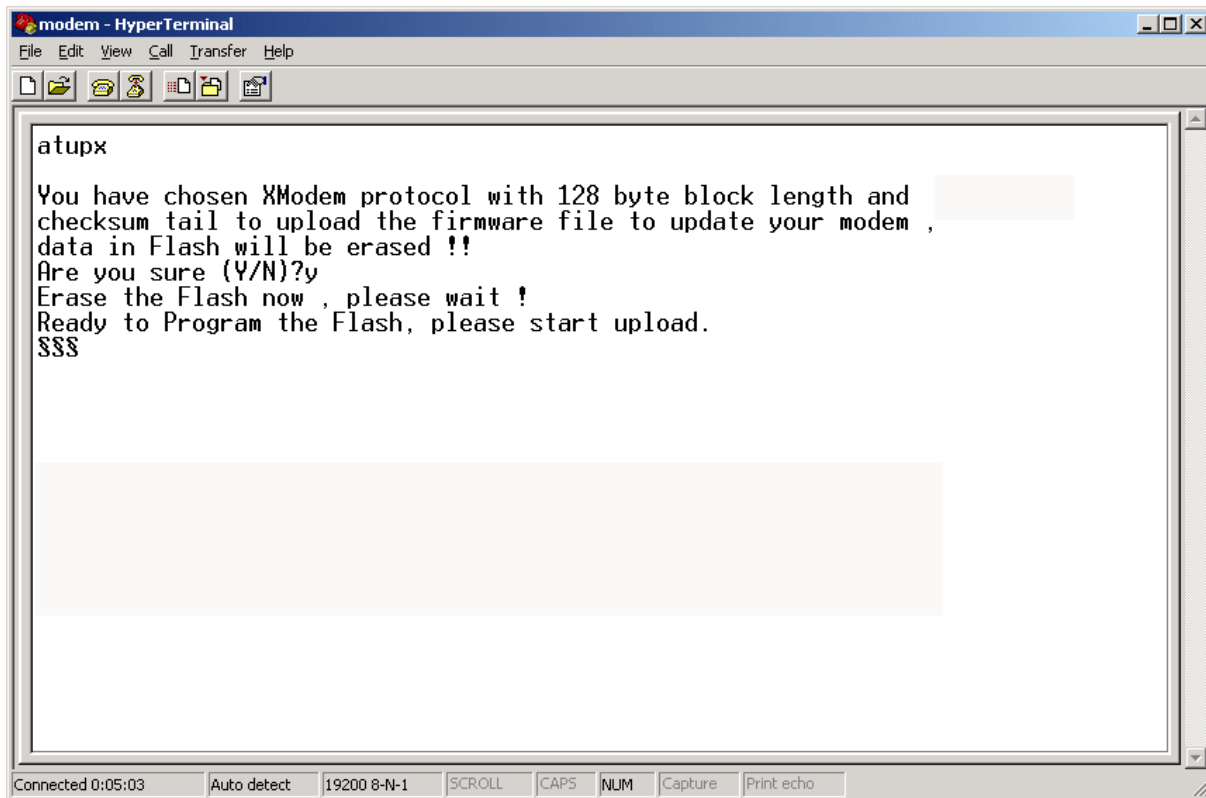 modem - HyperTerminal
File Edit View Call Transfer Help
atupx
You have chosen XModem protocol with 128 byte block length and
checksum tail to upload the firmware file to update your modem ,
data in Flash will be erased !!
Are you sure (Y/N)?y
Erase the Flash now , please wait !
Ready to Program the Flash, please start upload.
§§§
Connected 0:05:03 Auto detect 19200 8-N-1 SCROLL CAPS NUM Capture Print echo